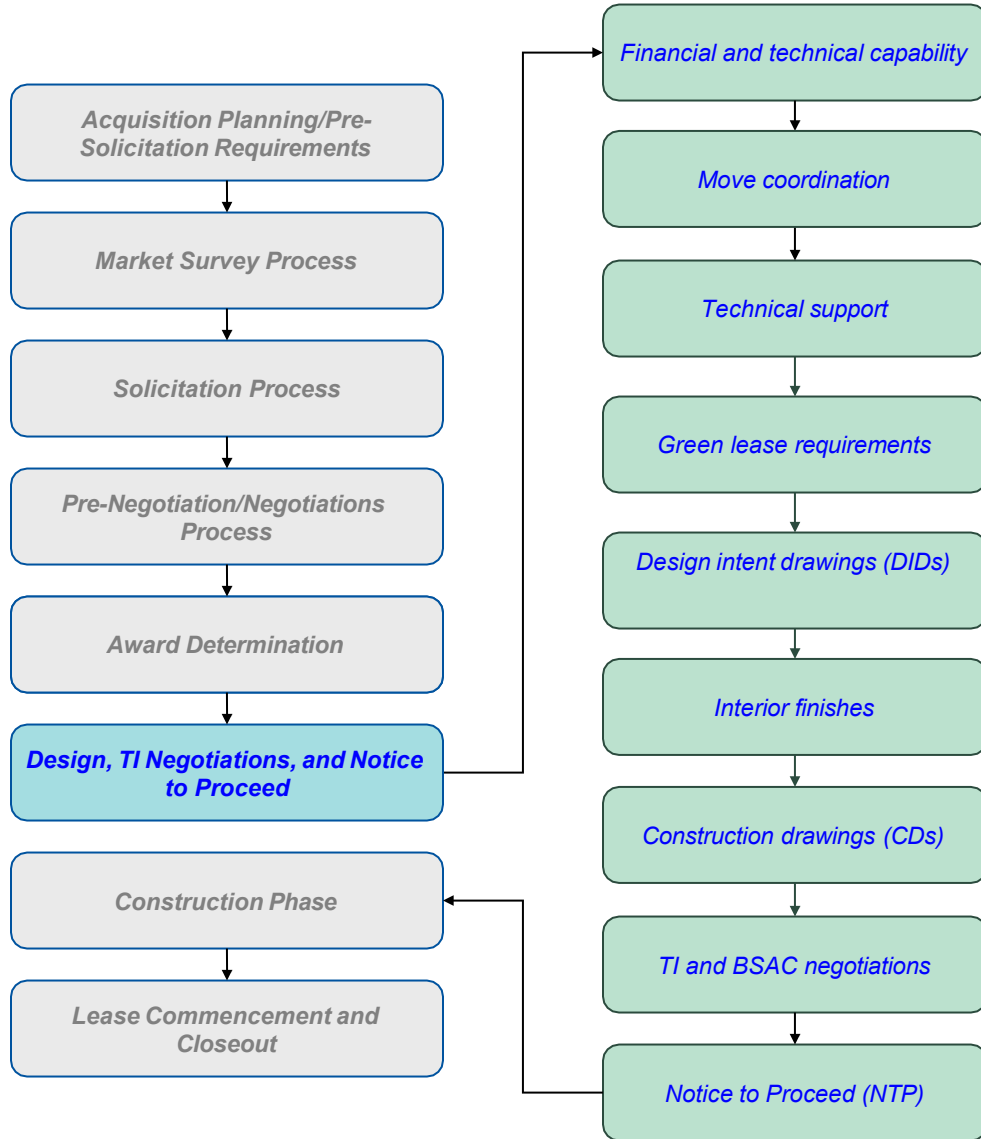 Acquisition Planning/Pre-
Solicitation Requirements
Market Survey Process
Solicitation Process
Pre-Negotiation/Negotiations
Process
Award Determination
Design, TI Negotiations, and Notice
to Proceed
Construction Phase
Lease Commencement and
Closeout
Financial and technical capability
Move coordination
Technical support
Green lease requirements
Design intent drawings (DIDs)
Interior finishes
Construction drawings (CDs)
TI and BSAC negotiations
Notice to Proceed (NTP)